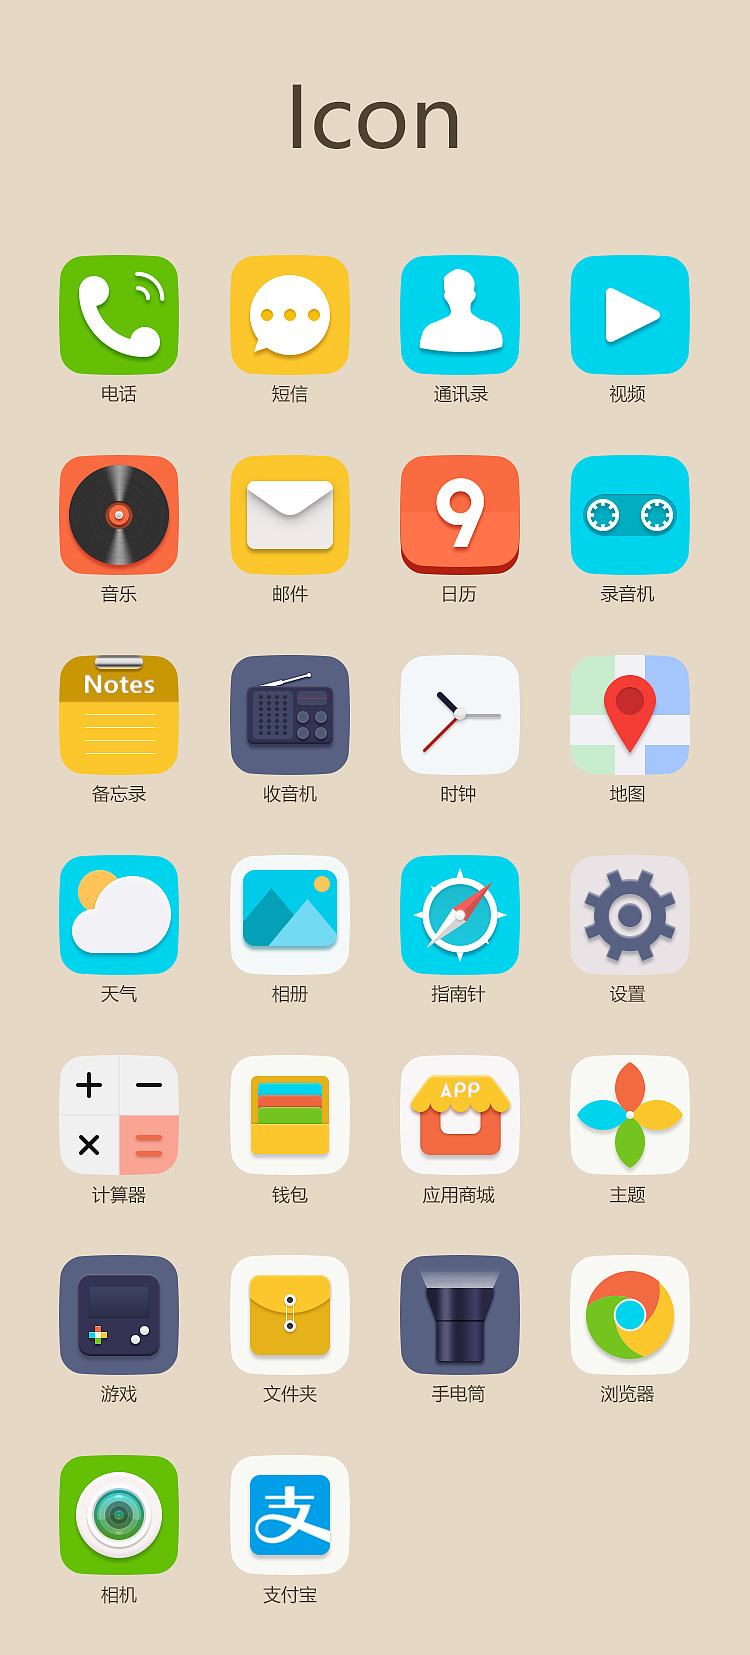 Icon
电话
短信
通讯录
视频
音乐
邮件
9
日历
录音机
Notes
备忘录
收音机
时钟
地图
天气
相册
指南针
设置
计算器
钱包
APP
应用商城
主题
游戏
文件夹
手电筒
浏览器
相机
支
支付宝